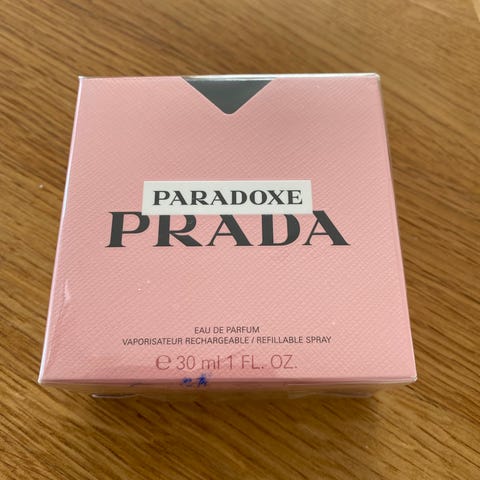 PARADOXE
PRADA
EAU DE PARFUM
VAPORISATEUR RECHARGEABLE / REFILLABLE SPRAY
℮ 30 ml 1 FL. OZ.